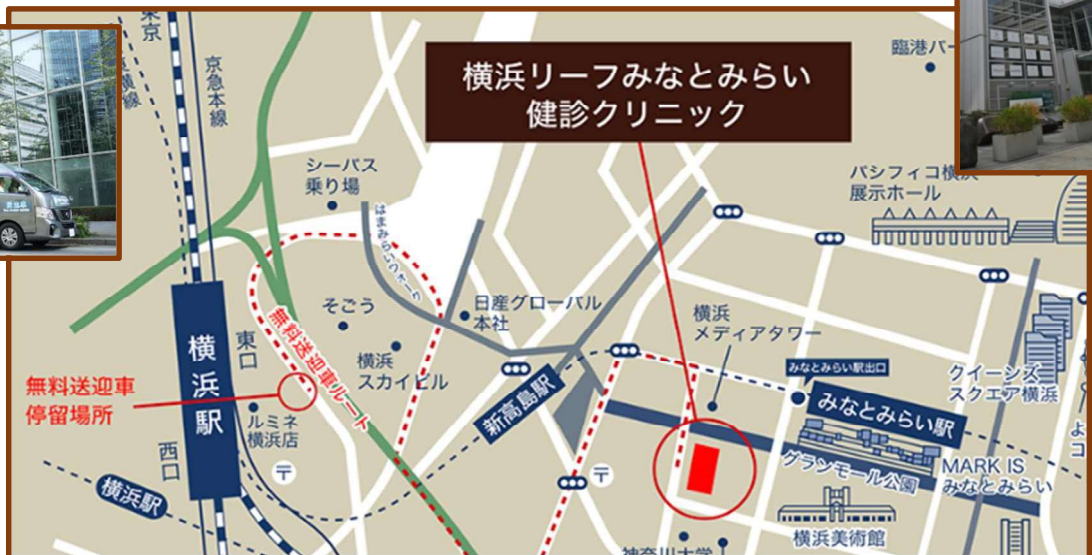 東京
東横線
京急本線
横浜リーフみなとみらい
健診クリニック
臨港パー
シーバス
乗り場
はまみらいウォーク
パシフィコ横浜
展示ホール
そごう
日産グローバル
本社
横浜
メディアタワー
横浜駅
東口
西口
無料送迎車ルート
横浜
スカイビル
無料送迎車
停留場所
ルミネ
横浜店
〒
新高島駅
みなとみらい駅出口
みなとみらい駅
クイーンズ
スクエア横浜
よコ
横浜駅
〒
グランモール公園
MARK IS
みなとみらい
横浜美術館
神奈川大学